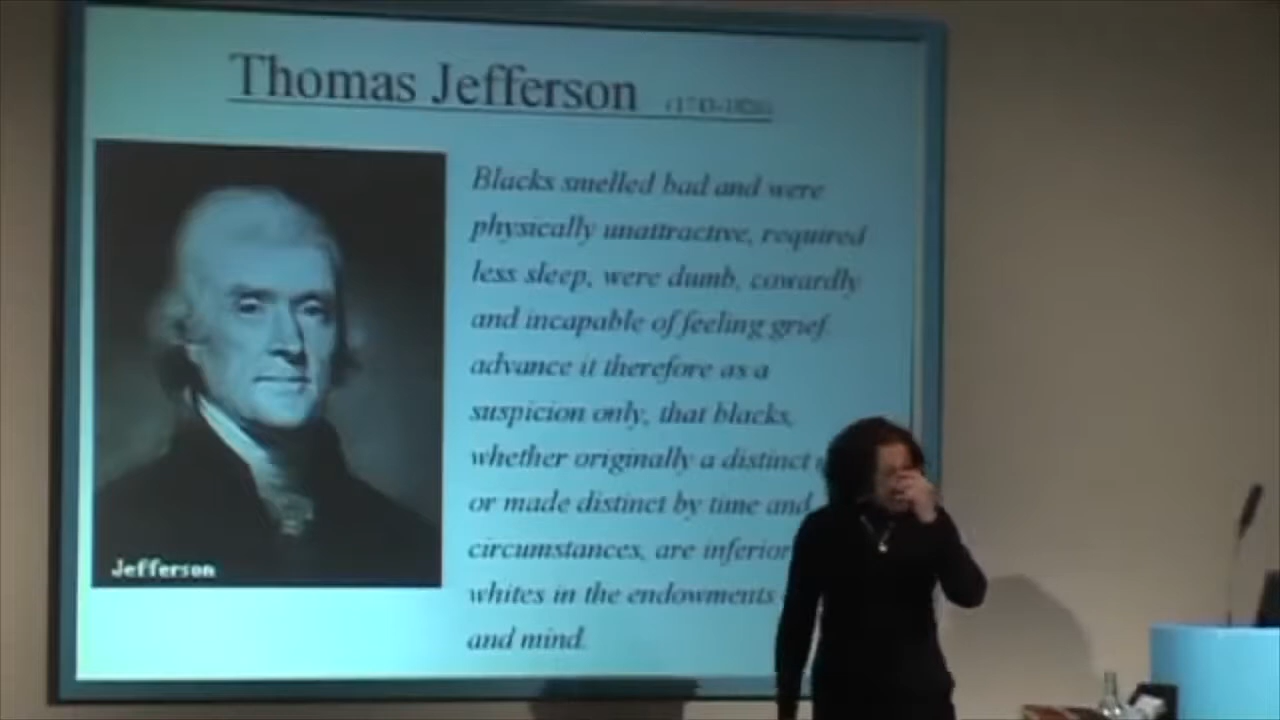 Thomas Jefferson (1743-1826)
Blacks smelled bad and were
physically unattractive, required
less sleep, were dumb, cowardly
and incapable of feeling grief.
advance it therefore as a
suspicion only, that blacks,
whether originally a distinct
or made distinct by time and
circumstances, are inferior
whites in the endowments
and mind.
Jefferson